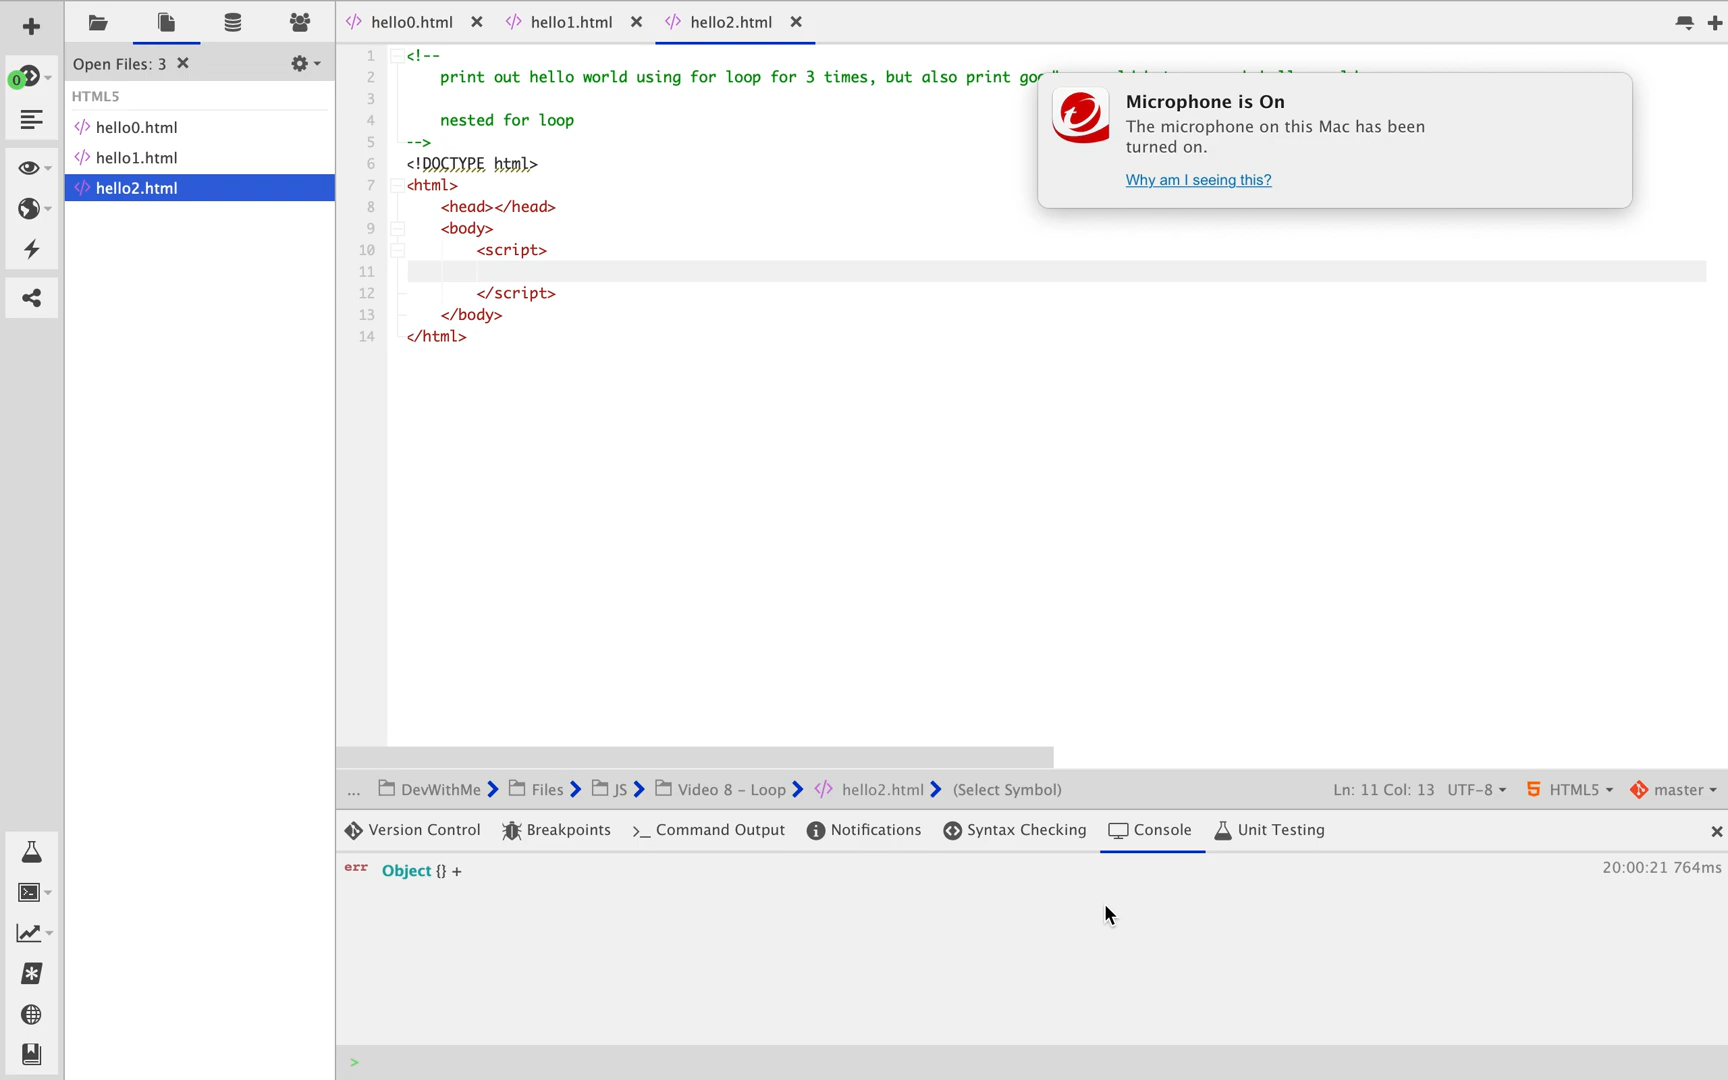 hello0.html
hello1.html
hello2.html
Open Files: 3
HTML5
hello0.html
hello1.html
hello2.html
0
1 <!--
2 print out hello world using for loop for 3 times, but also print
3
4 nested for loop
5 -->
6 <!DOCTYPE html>
7 <html>
8 <head></head>
9 <body>
10 <script>
11
12 </script>
13 </body>
14 </html>
Microphone is On
The microphone on this Mac has been
turned on.
Why am I seeing this?
... DevWithMe Files JS Video 8 - Loop hello2.html (Select Symbol) Ln: 11 Col: 13 UTF-8 HTML5 master
Version Control Breakpoints Command Output Notifications Syntax Checking Console Unit Testing
err Object {} + 20:00:21 764ms
>